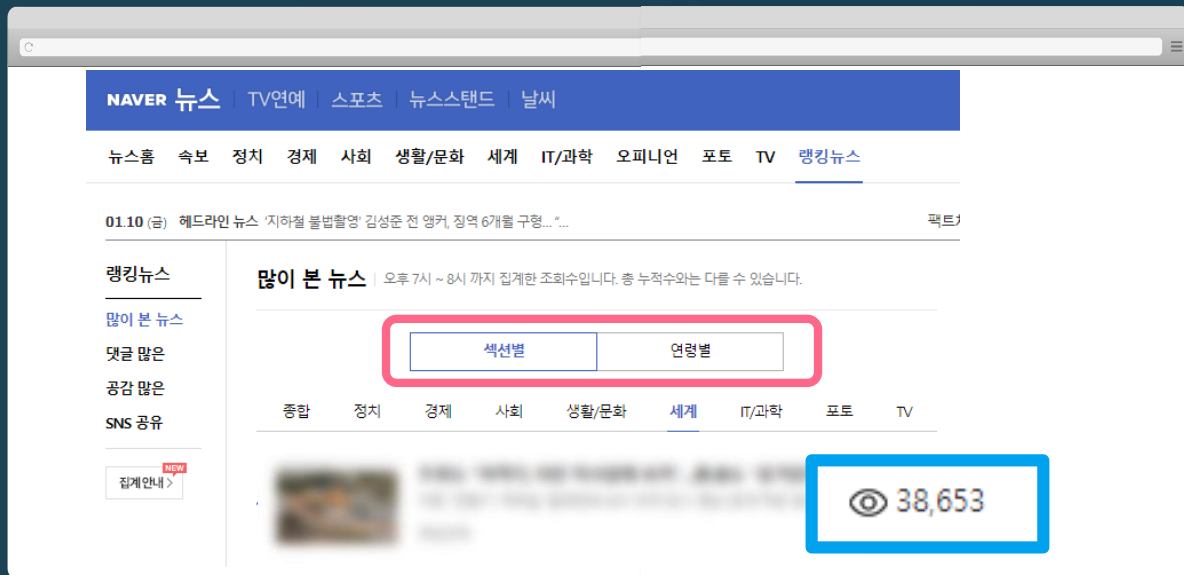 NAVER 뉴스 TV연예 스포츠 뉴스스탠드 날씨
뉴스홈 속보 정치 경제 사회 생활/문화 세계 IT/과학 오피니언 포토 TV 랭킹뉴스
01.10 (금) 헤드라인 뉴스 '지하철 불법촬영' 김성준 전 앵커, 징역 6개월 구형..."... 팩트
랭킹뉴스
많이 본 뉴스
댓글 많은
공감 많은
SNS 공유
NEW
집계안내 >
많이 본 뉴스 오후 7시 ~ 8시 까지 집계한 조회수입니다. 총 누적수와는 다를 수 있습니다.
섹션별 연령별
종합 정치 경제 사회 생활/문화 세계 IT/과학 포토 TV
38,653